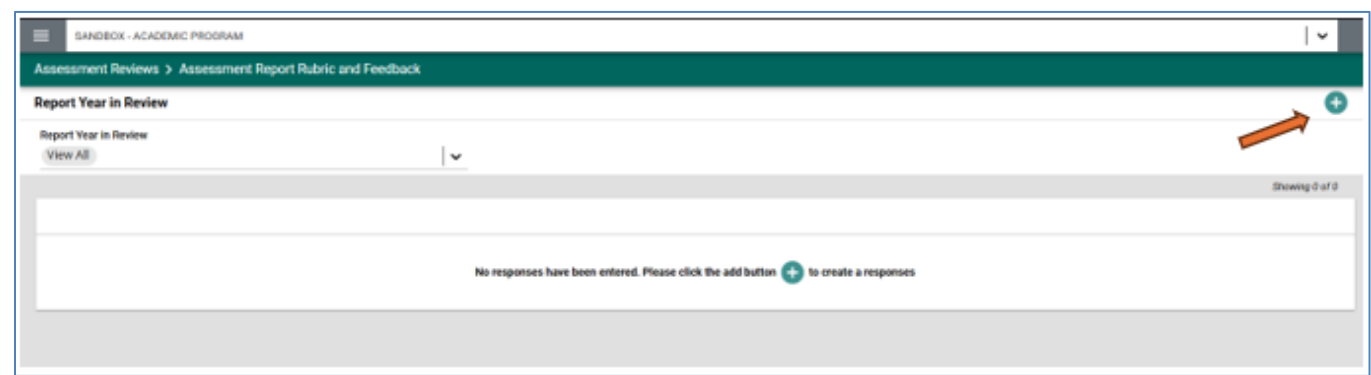 SANDBOX - ACADEMIC PROGRAM
Assessment Reviews > Assessment Report Rubric and Feedback
Report Year in Review
Report Year in Review
View All
Showing 0 of 0
No responses have been entered. Please click the add button + to create a responses